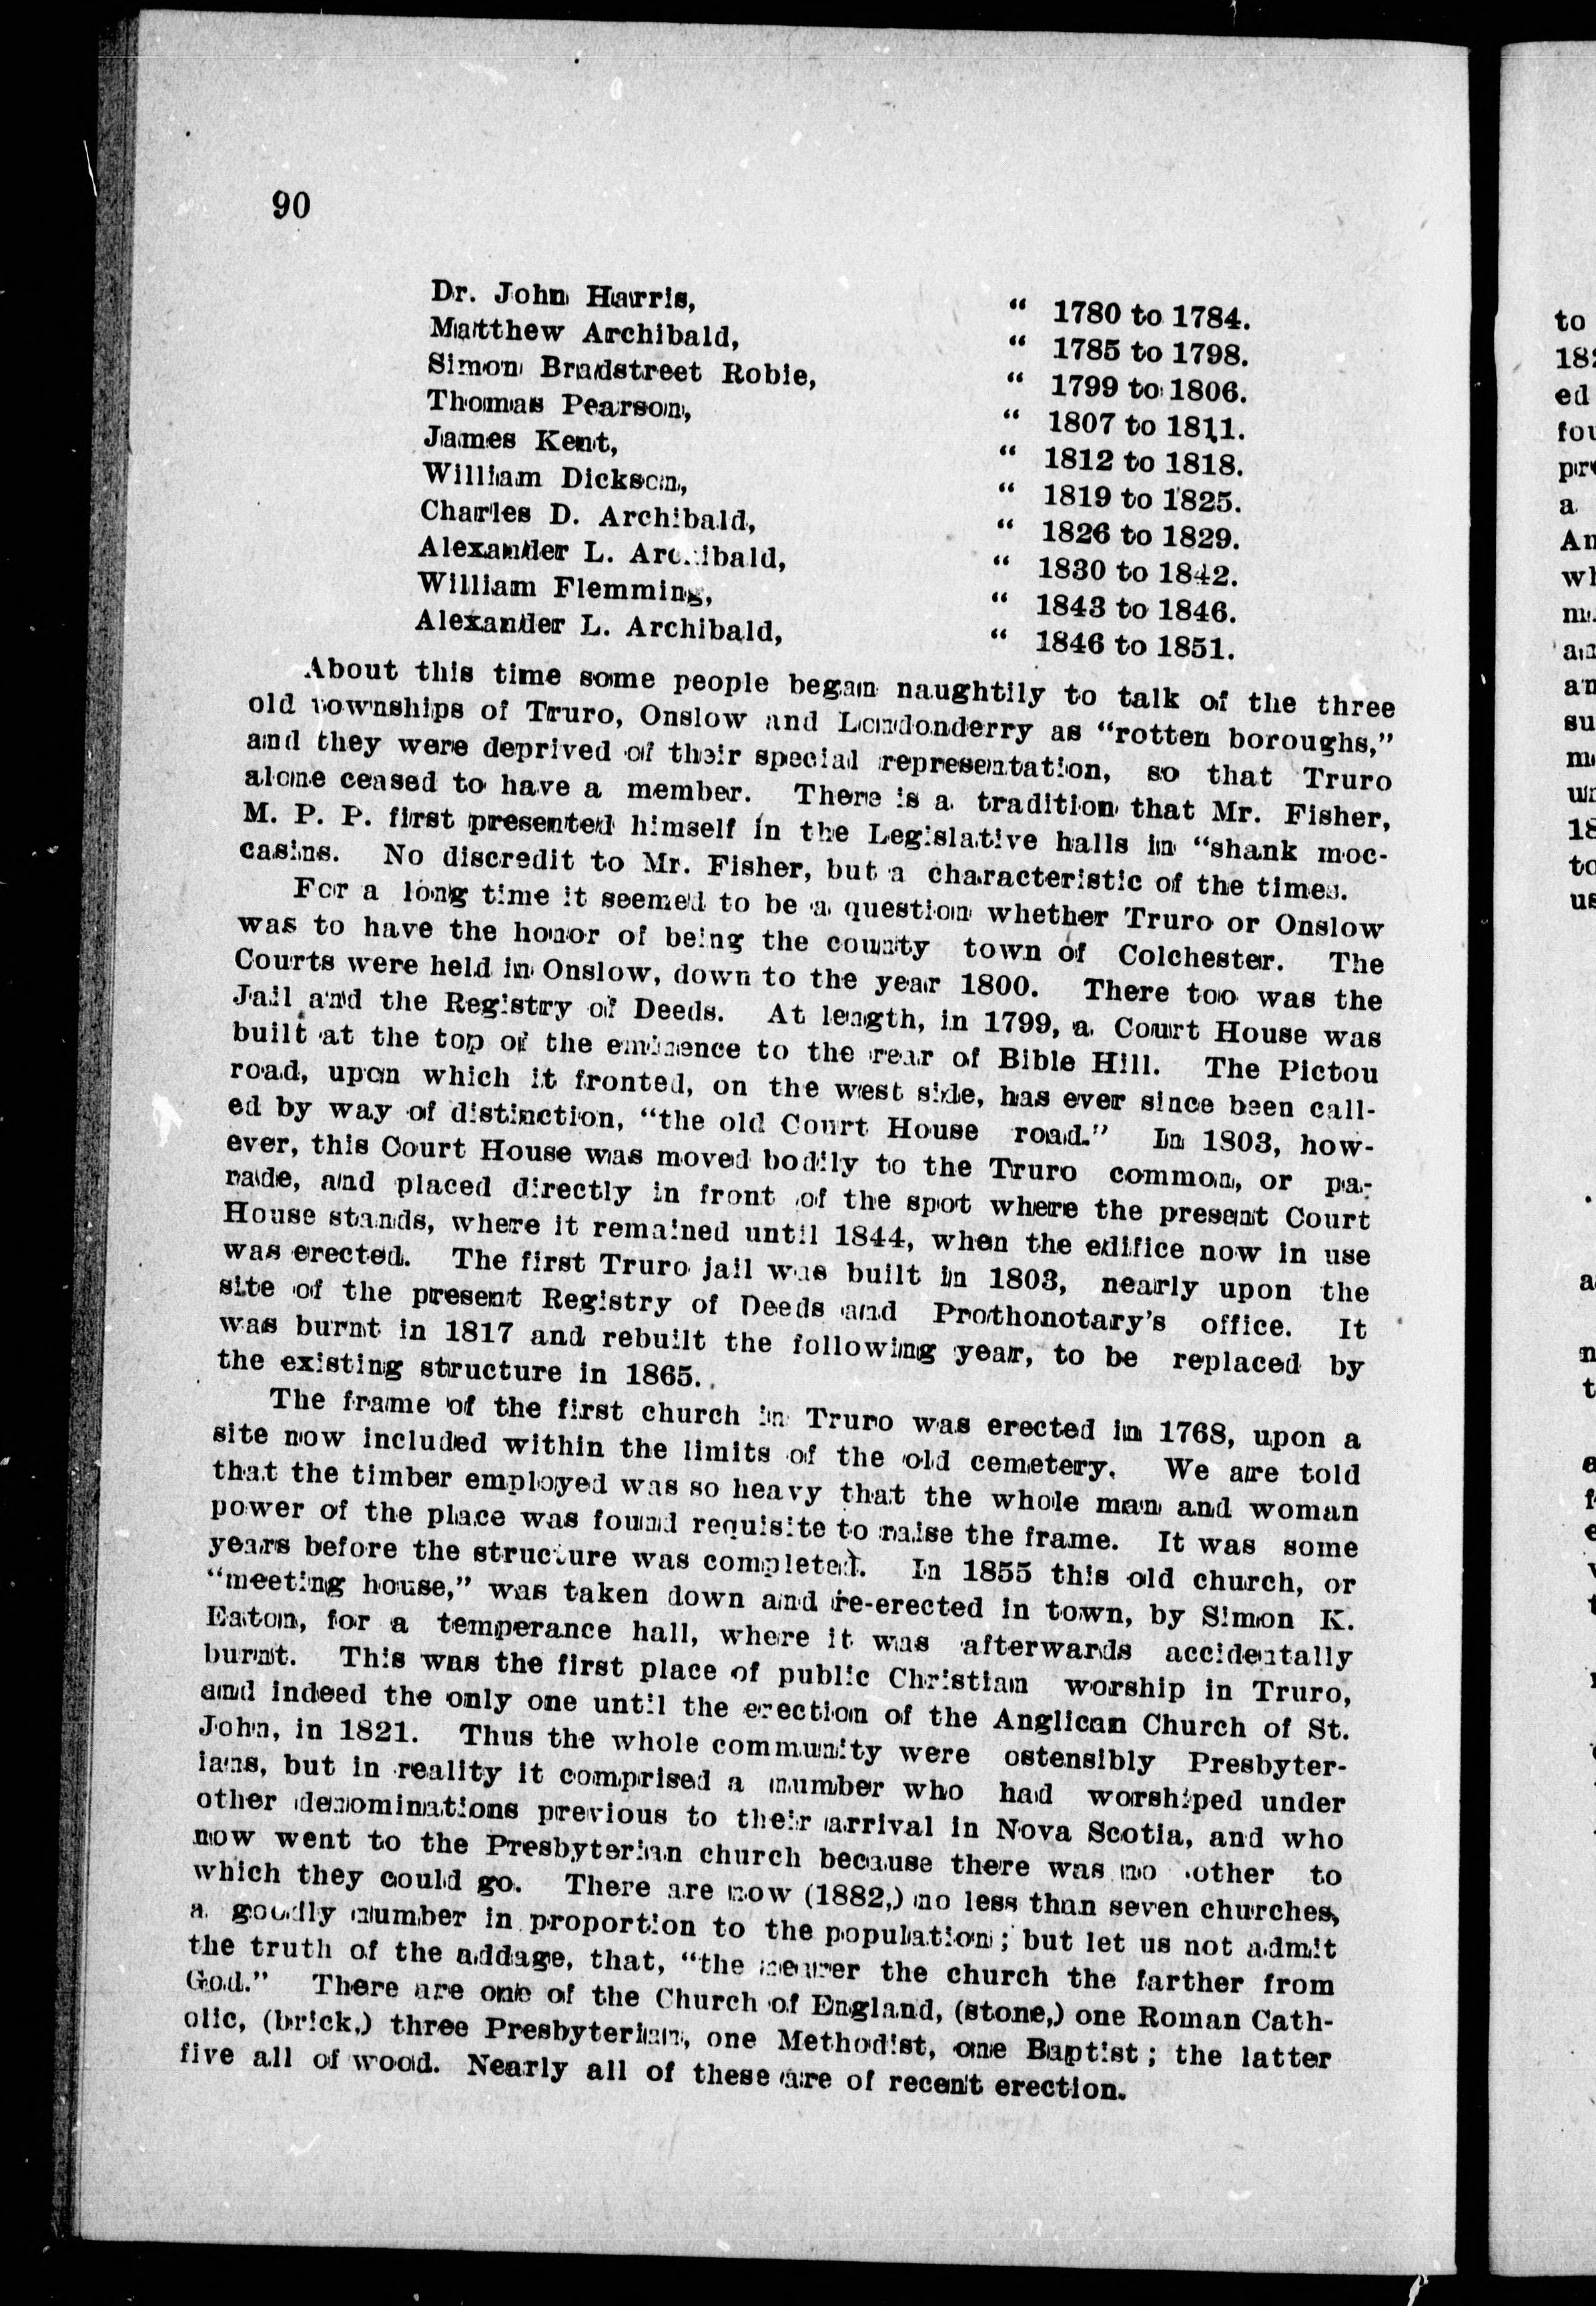 90
Dr. John Harris, “ 1780 to 1784.
Matthew Archibald, “ 1785 to 1798.
Simon Bradstreet Robie, “ 1799 to 1806.
Thomas Pearson, “ 1807 to 1811.
James Kent, “ 1812 to 1818.
William Dickson, “ 1819 to 1825.
Charles D. Archibald, “ 1826 to 1829.
Alexander L. Archibald, “ 1830 to 1842.
William Flemming, “ 1843 to 1846.
Alexander L. Archibald, “ 1846 to 1851.
About this time some people began naughtily to talk of the three
old townships of Truro, Onslow and Londonderry as “rotten boroughs,”
and they were deprived of their special representation, so that Truro
alone ceased to have a member. There is a tradition that Mr. Fisher,
M. P. P. first presented himself in the Legislative halls in “shank moc-
casins. No discredit to Mr. Fisher, but a characteristic of the times.
For a long time it seemed to be a question whether Truro or Onslow
was to have the honor of being the county town of Colchester. The
Courts were held in Onslow, down to the year 1800. There too was the
Jail and the Registry of Deeds. At length, in 1799, a Court House was
built at the top of the eminence to the rear of Bible Hill. The Pictou
road, upon which it fronted, on the west side, has ever since been call-
ed by way of distinction, “the old Court House road.” In 1803, how-
ever, this Court House was moved bodily to the Truro common, or pa-
rade, and placed directly in front of the spot where the present Court
House stands, where it remained until 1844, when the edifice now in use
was erected. The first Truro jail was built in 1803, nearly upon the
site of the present Registry of Deeds and Prothonotary’s office. It
was burnt in 1817 and rebuilt the following year, to be replaced by
the existing structure in 1865.
The frame of the first church in Truro was erected in 1768, upon a
site now included within the limits of the old cemetery. We are told
that the timber employed was so heavy that the whole man and woman
power of the place was found requisite to raise the frame. It was some
years before the structure was completed. In 1855 this old church, or
“meeting house,” was taken down and re-erected in town, by Simon K.
Eaton, for a temperance hall, where it was afterwards accidentally
burnt. This was the first place of public Christian worship in Truro,
and indeed the only one until the erection of the Anglican Church of St.
John, in 1821. Thus the whole community were ostensibly Presbyter-
ians, but in reality it comprised a number who had worshiped under
other denominations previous to their arrival in Nova Scotia, and who
now went to the Presbyterian church because there was no other to
which they could go. There are now (1882,) no less than seven churches,
a goodly number in proportion to the population; but let us not admit
the truth of the addage, that, “the nearer the church the farther from
God.” There are one of the Church of England, (stone,) one Roman Cath-
olic, (brick,) three Presbyterian, one Methodist, one Baptist; the latter
five all of wood. Nearly all of these are of recent erection.